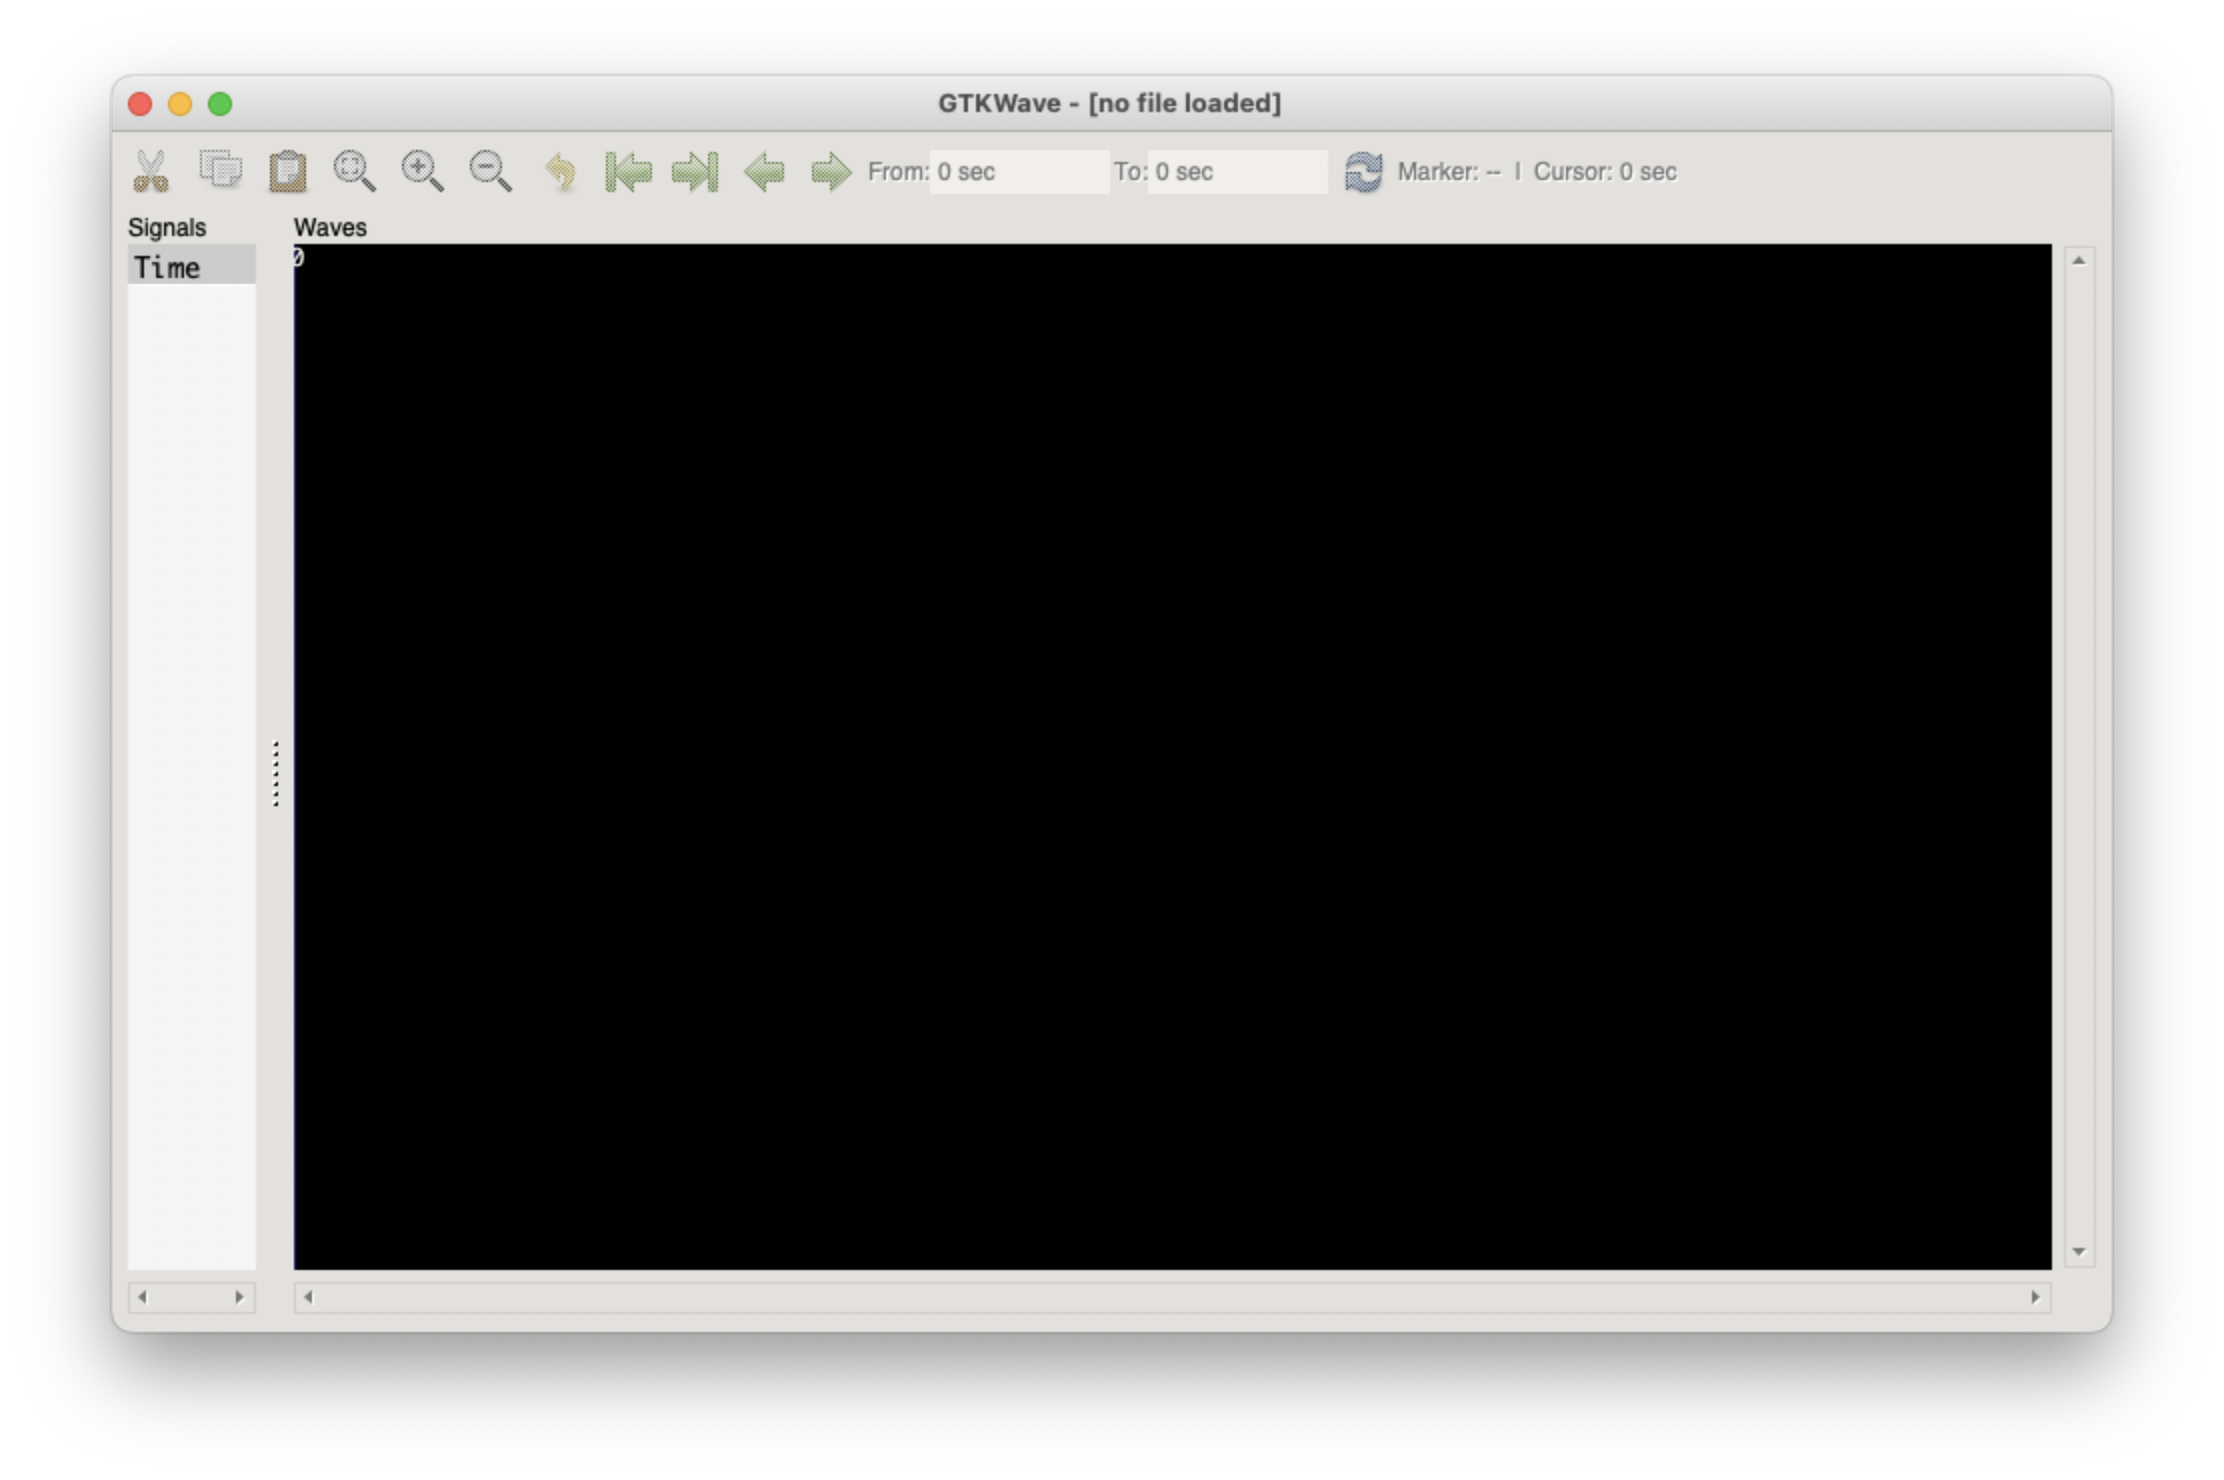 GTKWave - [no file loaded]
From: 0 sec To: 0 sec Marker: -- | Cursor: 0 sec
Signals Waves
Time 0